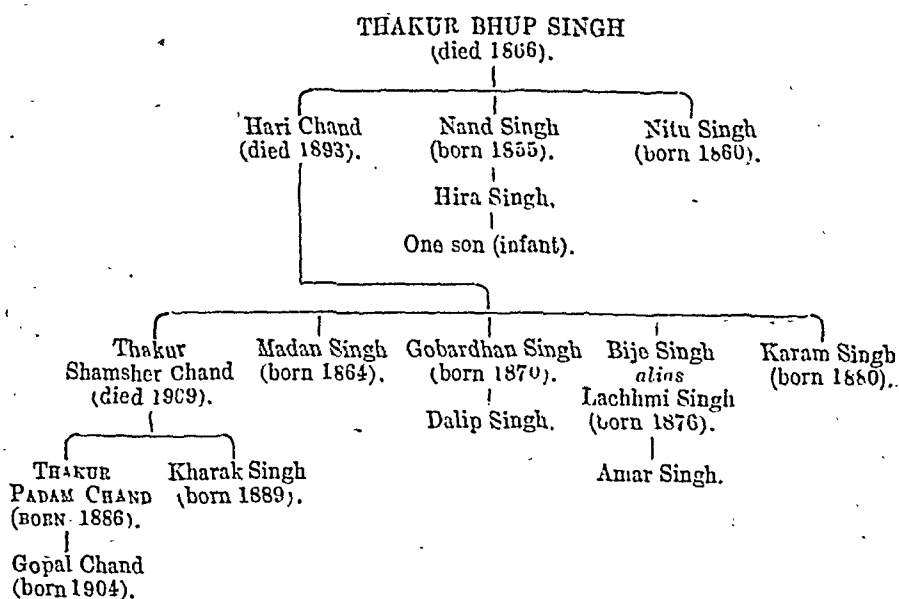 THAKUR BHUP SINGH
(died 1866).
Hari Chand
(died 1893).
Nand Singh
(born 1855).
Nitu Singh
(born 1860).
Hira Singh.
One son (infant).
Thakur
Shamsher Chand
(died 1909).
Madan Singh
(born 1864).
Gobardhan Singh
(born 1870).
Bije Singh
alias
Lachhmi Singh
(born 1876).
Karam Singh
(born 1880).
Dalip Singh.
Amar Singh.
THAKUR
PADAM CHAND
(BORN 1886).
Kharak Singh
(born 1889).
Gopal Chand
(born 1904).